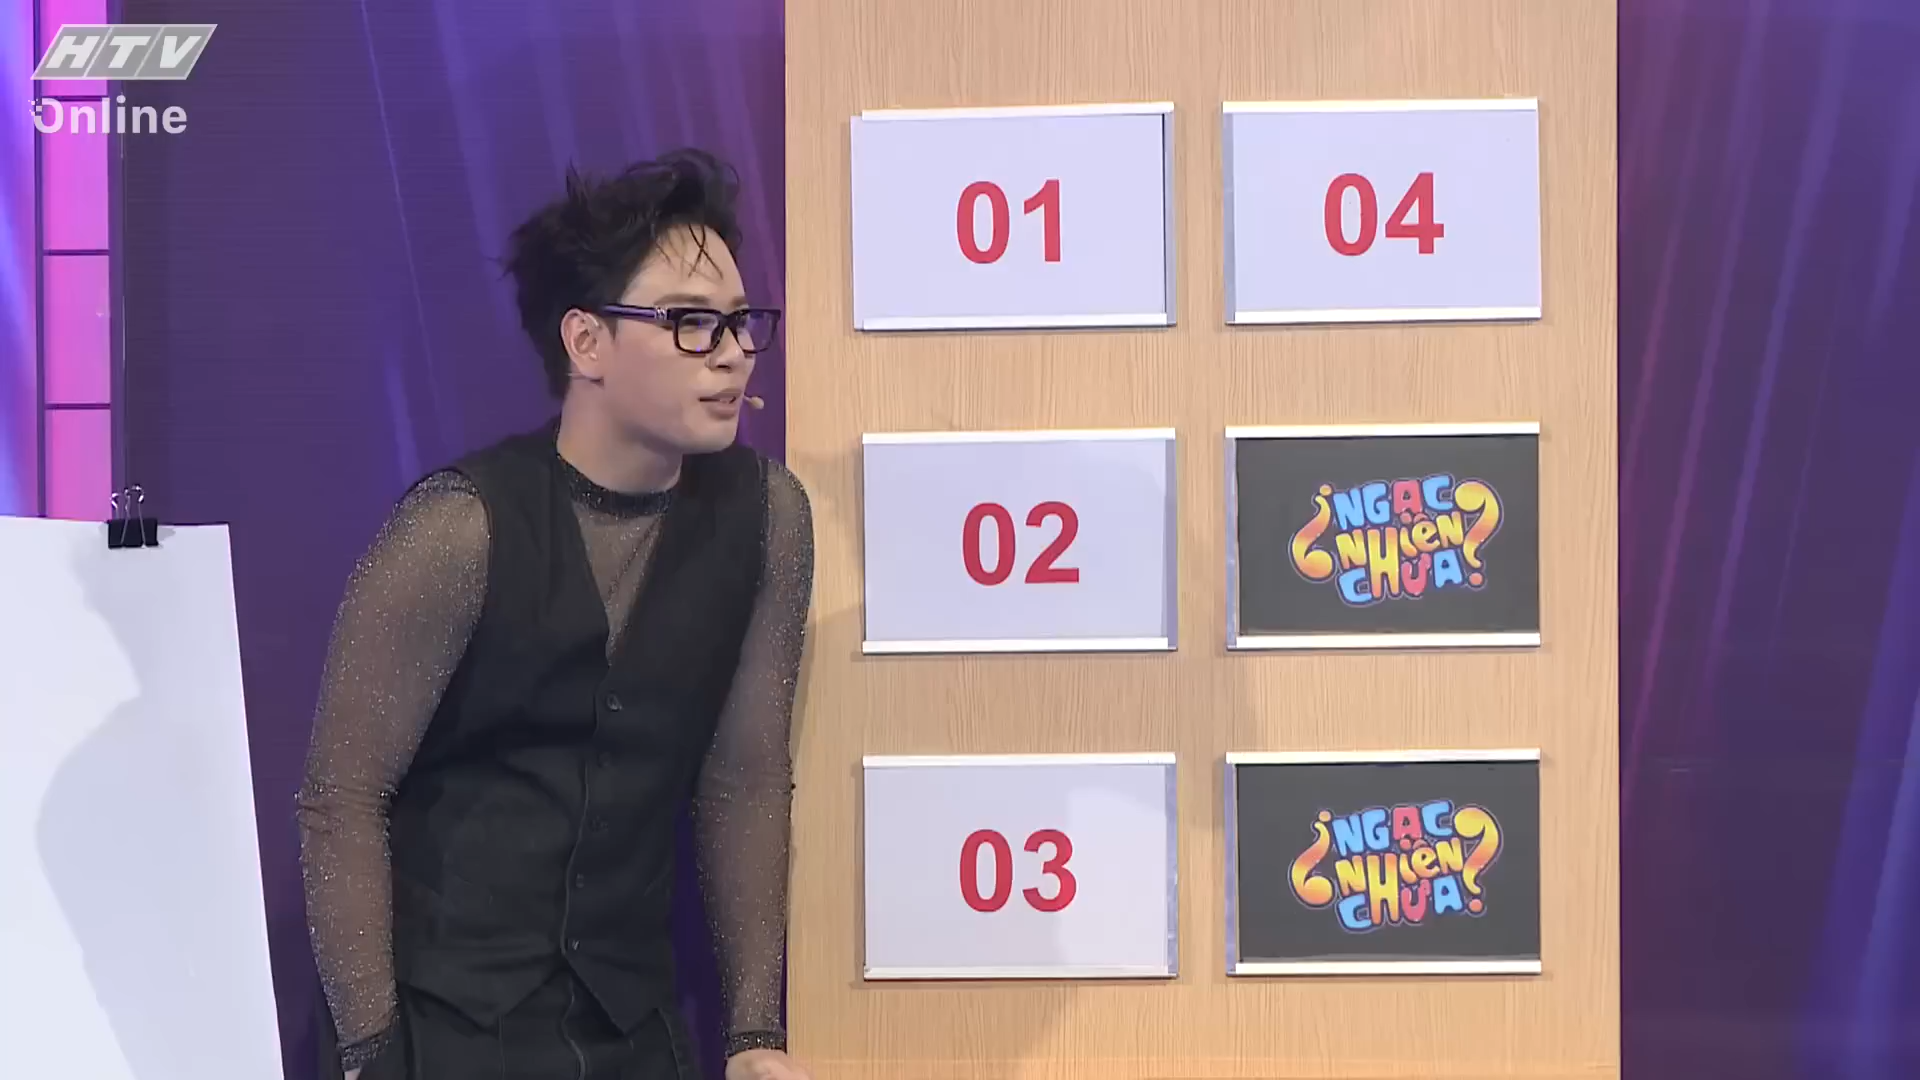 HTV
Online
01
04
02
¿NGẠC
NHIÊN
CHƯA?
03
¿NGẠC
NHIÊN
CHƯA?